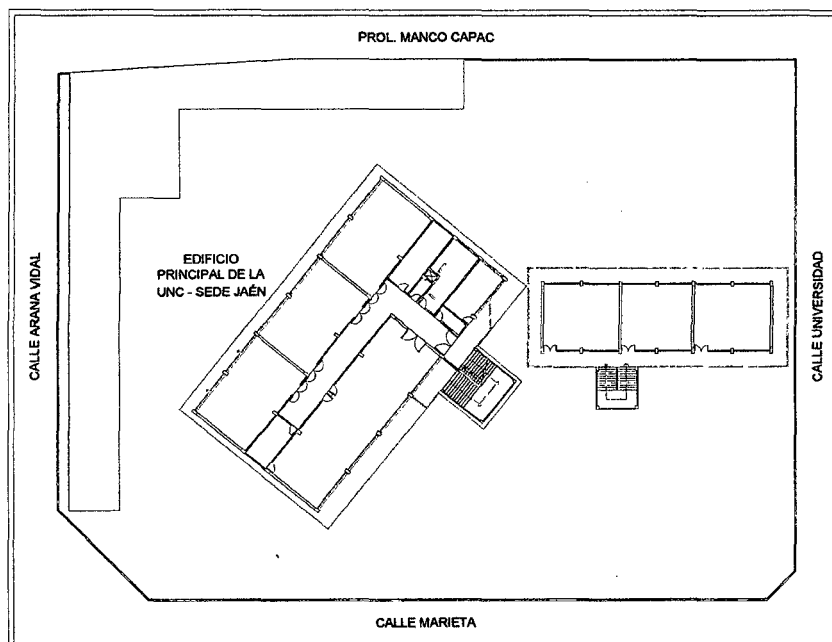 PROL. MANCO CAPAC
CALLE ARANA VIDAL
EDIFICIO
PRINCIPAL DE LA
UNC - SEDE JAÉN
CALLE UNIVERSIDAD
CALLE MARIETA